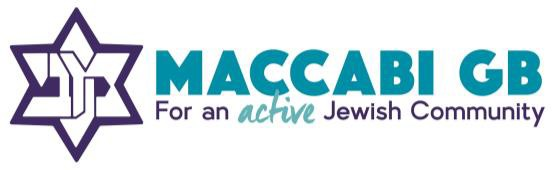 MACCABI GB
For an active Jewish Community